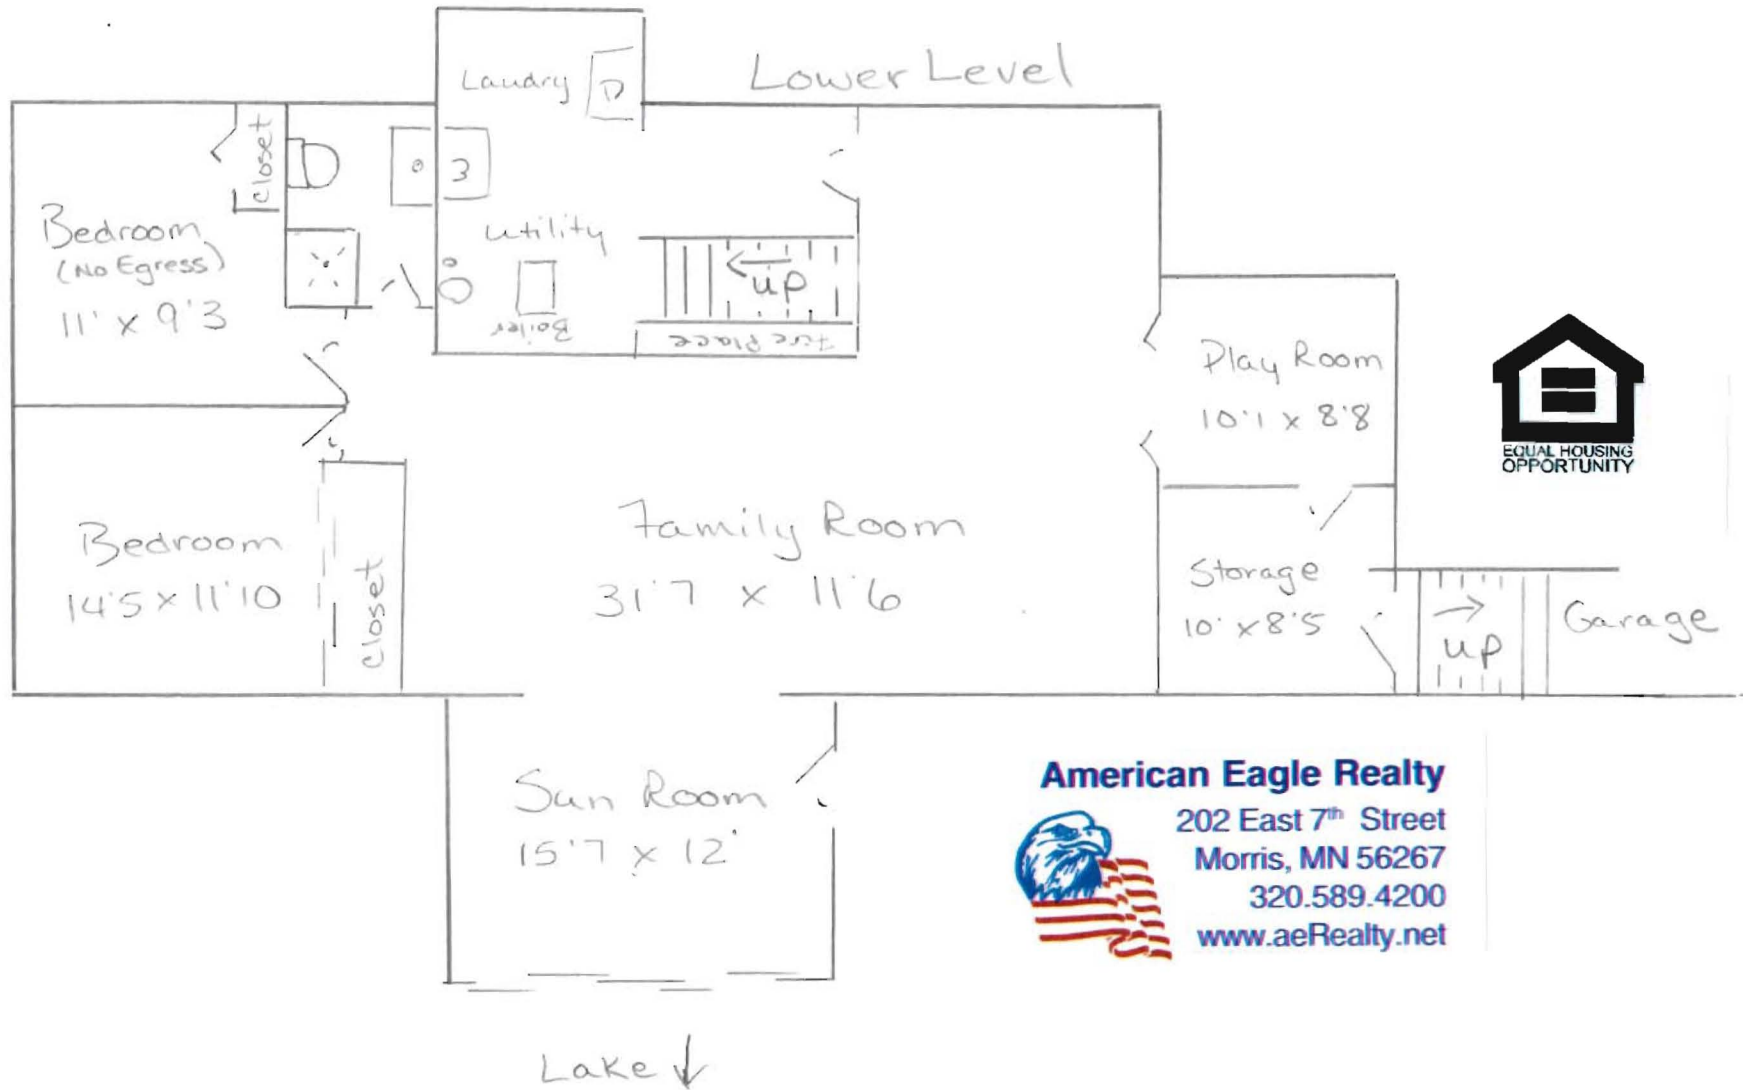 Lower Level
Laudry
D
closet
3
Bedroom
(No Egress)
11' x 9'3
utility
Boiler
up
Fire Place
Play Room
10'1 x 8'8
EQUAL HOUSING
OPPORTUNITY
Bedroom
14'5 x 11'10
closet
Family Room
31'7 x 11'6
Storage
10' x 8'5
up
Garage
Sun Room
15'7 x 12'
American Eagle Realty
202 East 7th Street
Morris, MN 56267
320.589.4200
www.aeRealty.net
Lake